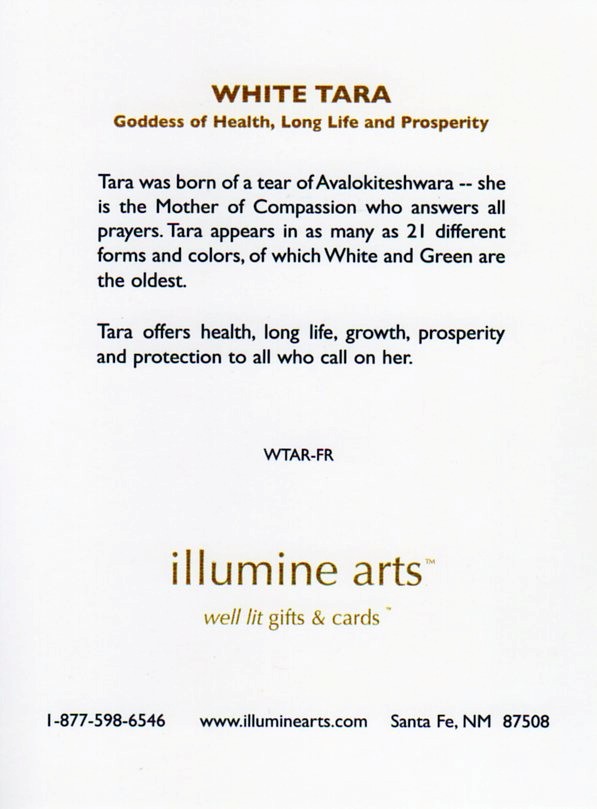 WHITE TARA
Goddess of Health, Long Life and Prosperity
Tara was born of a tear of Avalokiteshwara -- she
is the Mother of Compassion who answers all
prayers. Tara appears in as many as 21 different
forms and colors, of which White and Green are
the oldest.
Tara offers health, long life, growth, prosperity
and protection to all who call on her.
WTAR-FR
illumine arts™
well lit gifts & cards™
1-877-598-6546 www.illuminearts.com Santa Fe, NM 87508